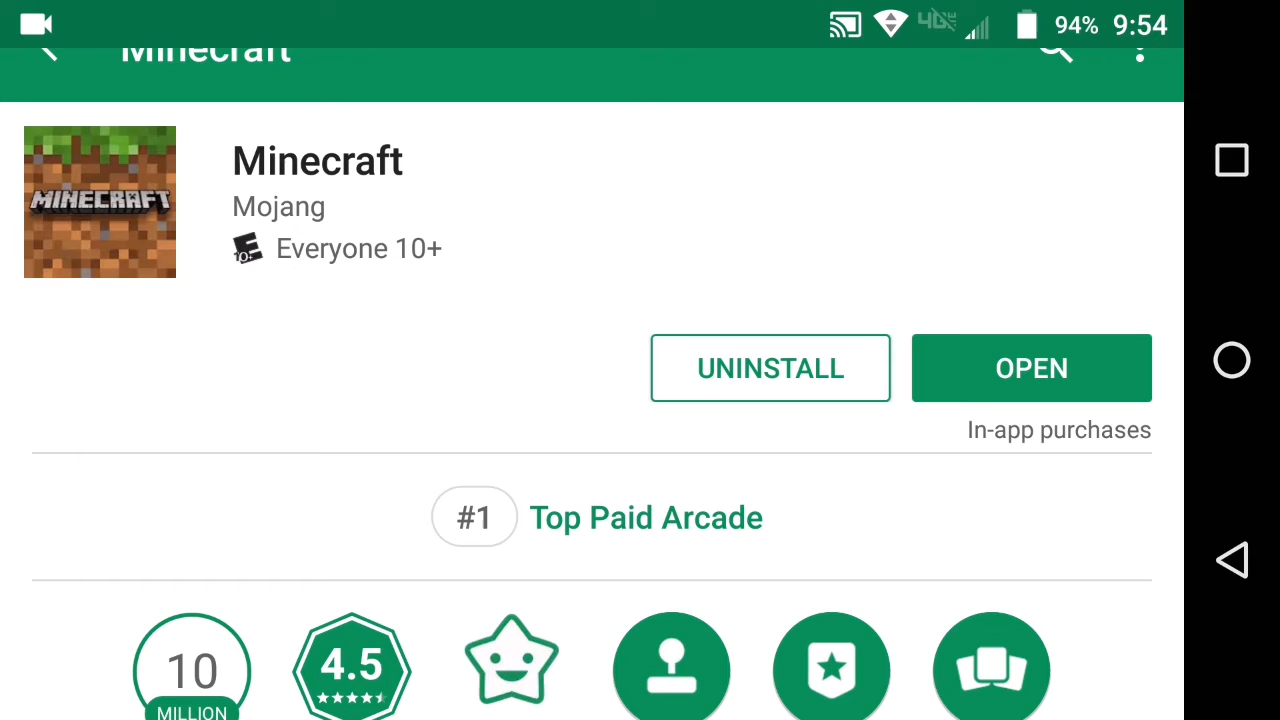 94% 9:54
Minecraft
MINECRAFT
Minecraft
Mojang
10+ Everyone 10+
UNINSTALL
OPEN
In-app purchases
#1 Top Paid Arcade
10
MILLION
4.5